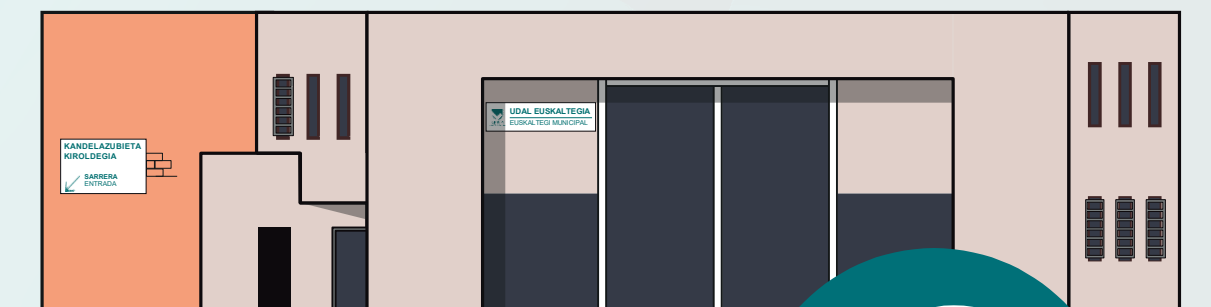 KANDELAZUBIETA
KIROLDEGIA
SARRERA
ENTRADA
UDAL EUSKALTEGIA
EUSKALTEGI MUNICIPAL